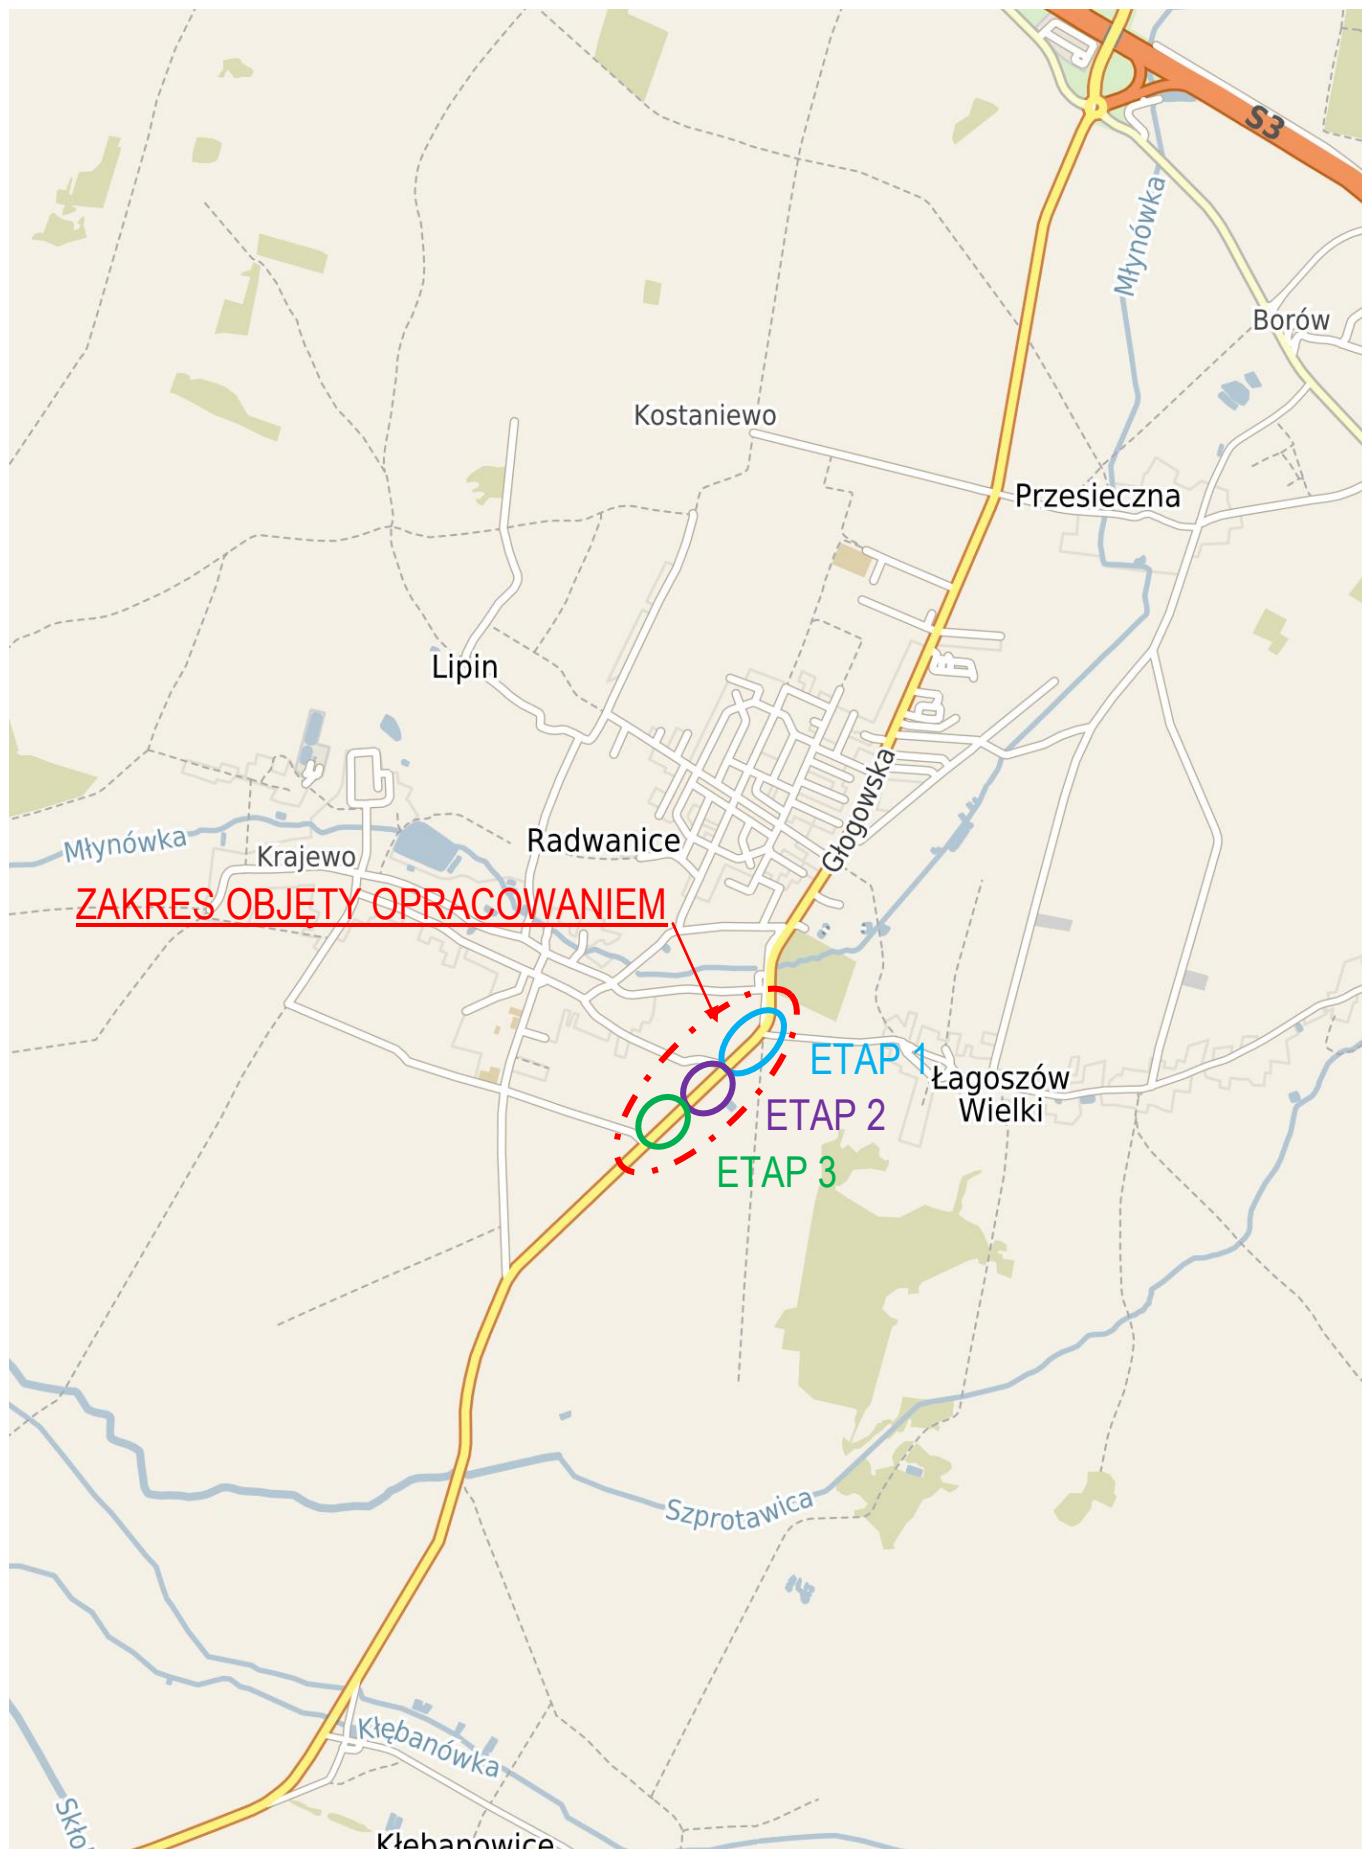 S3
Młynówka
Borów
Kostaniewo
Przesieczna
Lipin
Głogowska
Młynówka
Krajewo
Radwanice
ZAKRES OBJĘTY OPRACOWANIEM
ETAP 1
Łagoszów
Wielki
ETAP 2
ETAP 3
Szprotawica
Kłębanówka
Kłębanowice